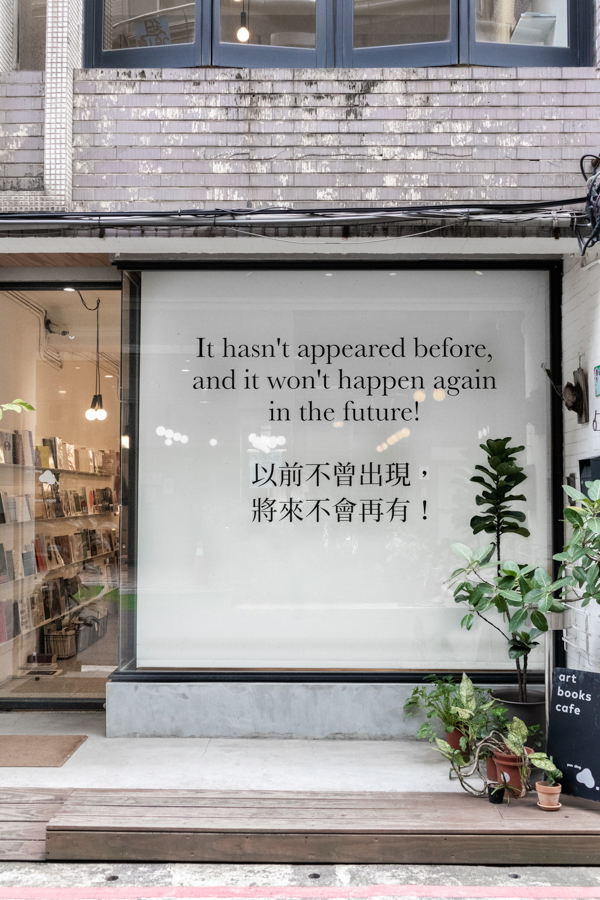 It hasn't appeared before,
and it won't happen again
in the future!
以前不曾出現，
將來不會再有！
art
books
cafe